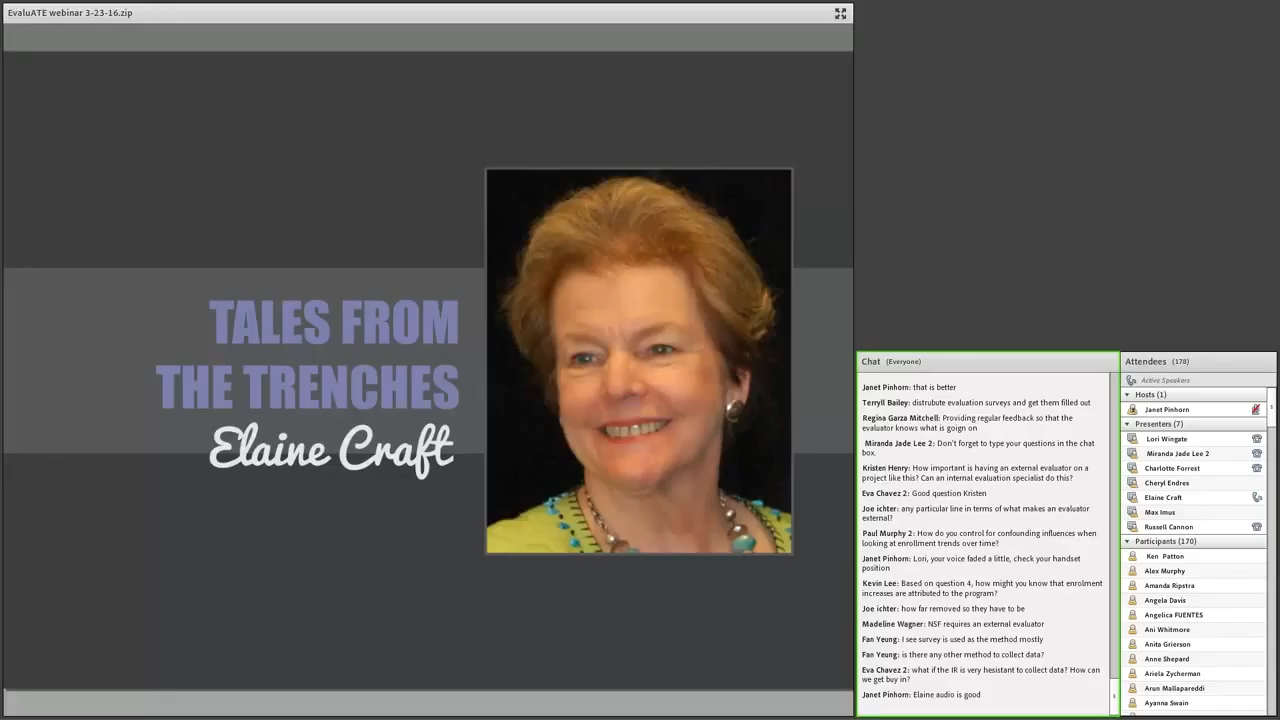 EvaluATE webinar 3-23-16.zip
TALES FROM
THE TRENCHES
Elaine Craft
Chat (Everyone)
Janet Pinhorn: that is better
Terryll Bailey: distrubute evaluation surveys and get them filled out
Regina Garza Mitchell: Providing regular feedback so that the
evaluator knows what is goign on
Miranda Jade Lee 2: Don't forget to type your questions in the chat
box.
Kristen Henry: How important is having an external evaluator on a
project like this? Can an internal evaluation specialist do this?
Eva Chavez 2: Good question Kristen
Joe ichter: any particular line in terms of what makes an evaluator
external?
Paul Murphy 2: How do you control for confounding influences when
looking at enrollment trends over time?
Janet Pinhorn: Lori, your voice faded a little, check your handset
position
Kevin Lee: Based on question 4, how might you know that enrolment
increases are attributed to the program?
Joe ichter: how far removed so they have to be
Madeline Wagner: NSF requires an external evaluator
Fan Yeung: I see survey is used as the method mostly
Fan Yeung: is there any other method to collect data?
Eva Chavez 2: what if the IR is very hesistant to collect data? How can
we get buy in?
Janet Pinhorn: Elaine audio is good
Attendees (178)
Active Speakers
Hosts (1)
Janet Pinhorn
Presenters (7)
Lori Wingate
Miranda Jade Lee 2
Charlotte Forrest
Cheryl Endres
Elaine Craft
Max Imus
Russell Cannon
Participants (170)
Ken Patton
Alex Murphy
Amanda Ripstra
Angela Davis
Angelica FUENTES
Ani Whitmore
Anita Grierson
Anne Shepard
Ariela Zycherman
Arun Mallapareddi
Ayanna Swain